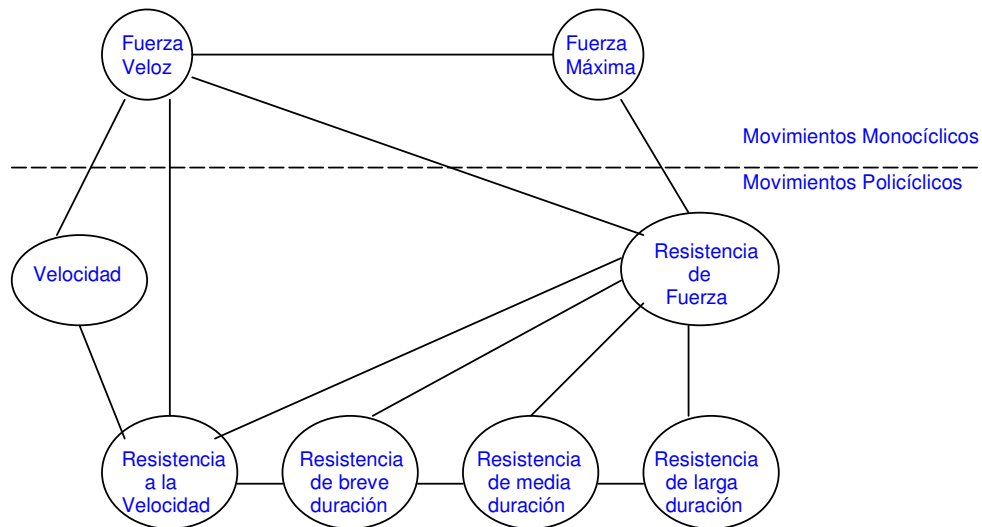 Fuerza
Veloz
Fuerza
Máxima
Movimientos Monocíclicos
Movimientos Policíclicos
Velocidad
Resistencia
de
Fuerza
Resistencia
a la
Velocidad
Resistencia
de breve
duración
Resistencia
de media
duración
Resistencia
de larga
duración